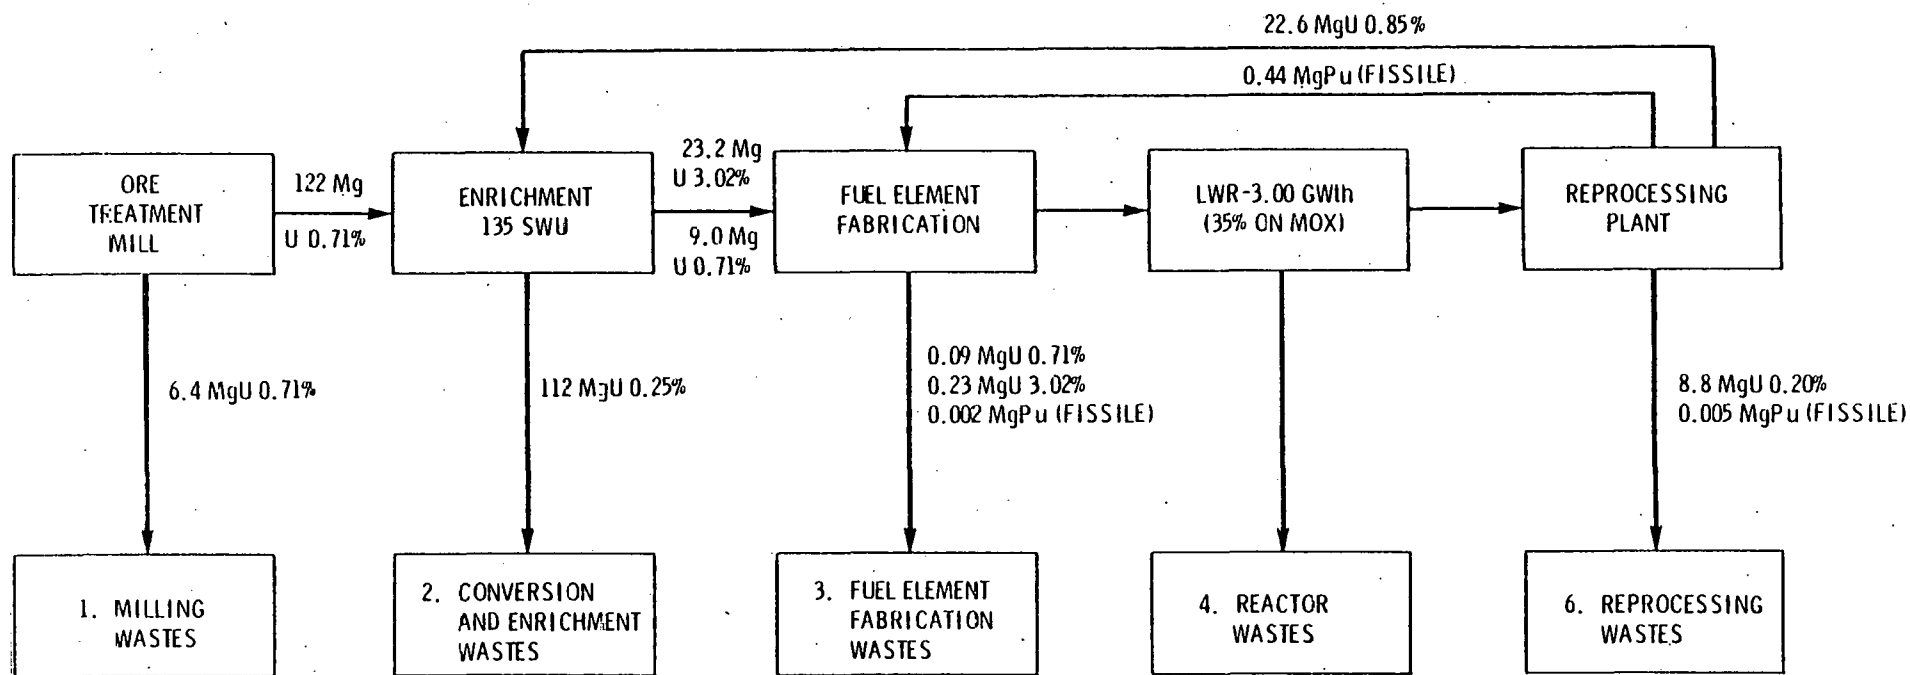 22.6 MgU 0.85%
0.44 MgPu (FISSILE)
ORE
TREATMENT
MILL
122 Mg
U 0.71%
ENRICHMENT
135 SWU
23.2 Mg
U 3.02%
9.0 Mg
U 0.71%
FUEL ELEMENT
FABRICATION
LWR-3.00 GWth
(35% ON MOX)
REPROCESSING
PLANT
6.4 MgU 0.71%
112 MgU 0.25%
0.09 MgU 0.71%
0.23 MgU 3.02%
0.002 MgPu (FISSILE)
8.8 MgU 0.20%
0.005 MgPu (FISSILE)
1. MILLING
WASTES
2. CONVERSION
AND ENRICHMENT
WASTES
3. FUEL ELEMENT
FABRICATION
WASTES
4. REACTOR
WASTES
6. REPROCESSING
WASTES